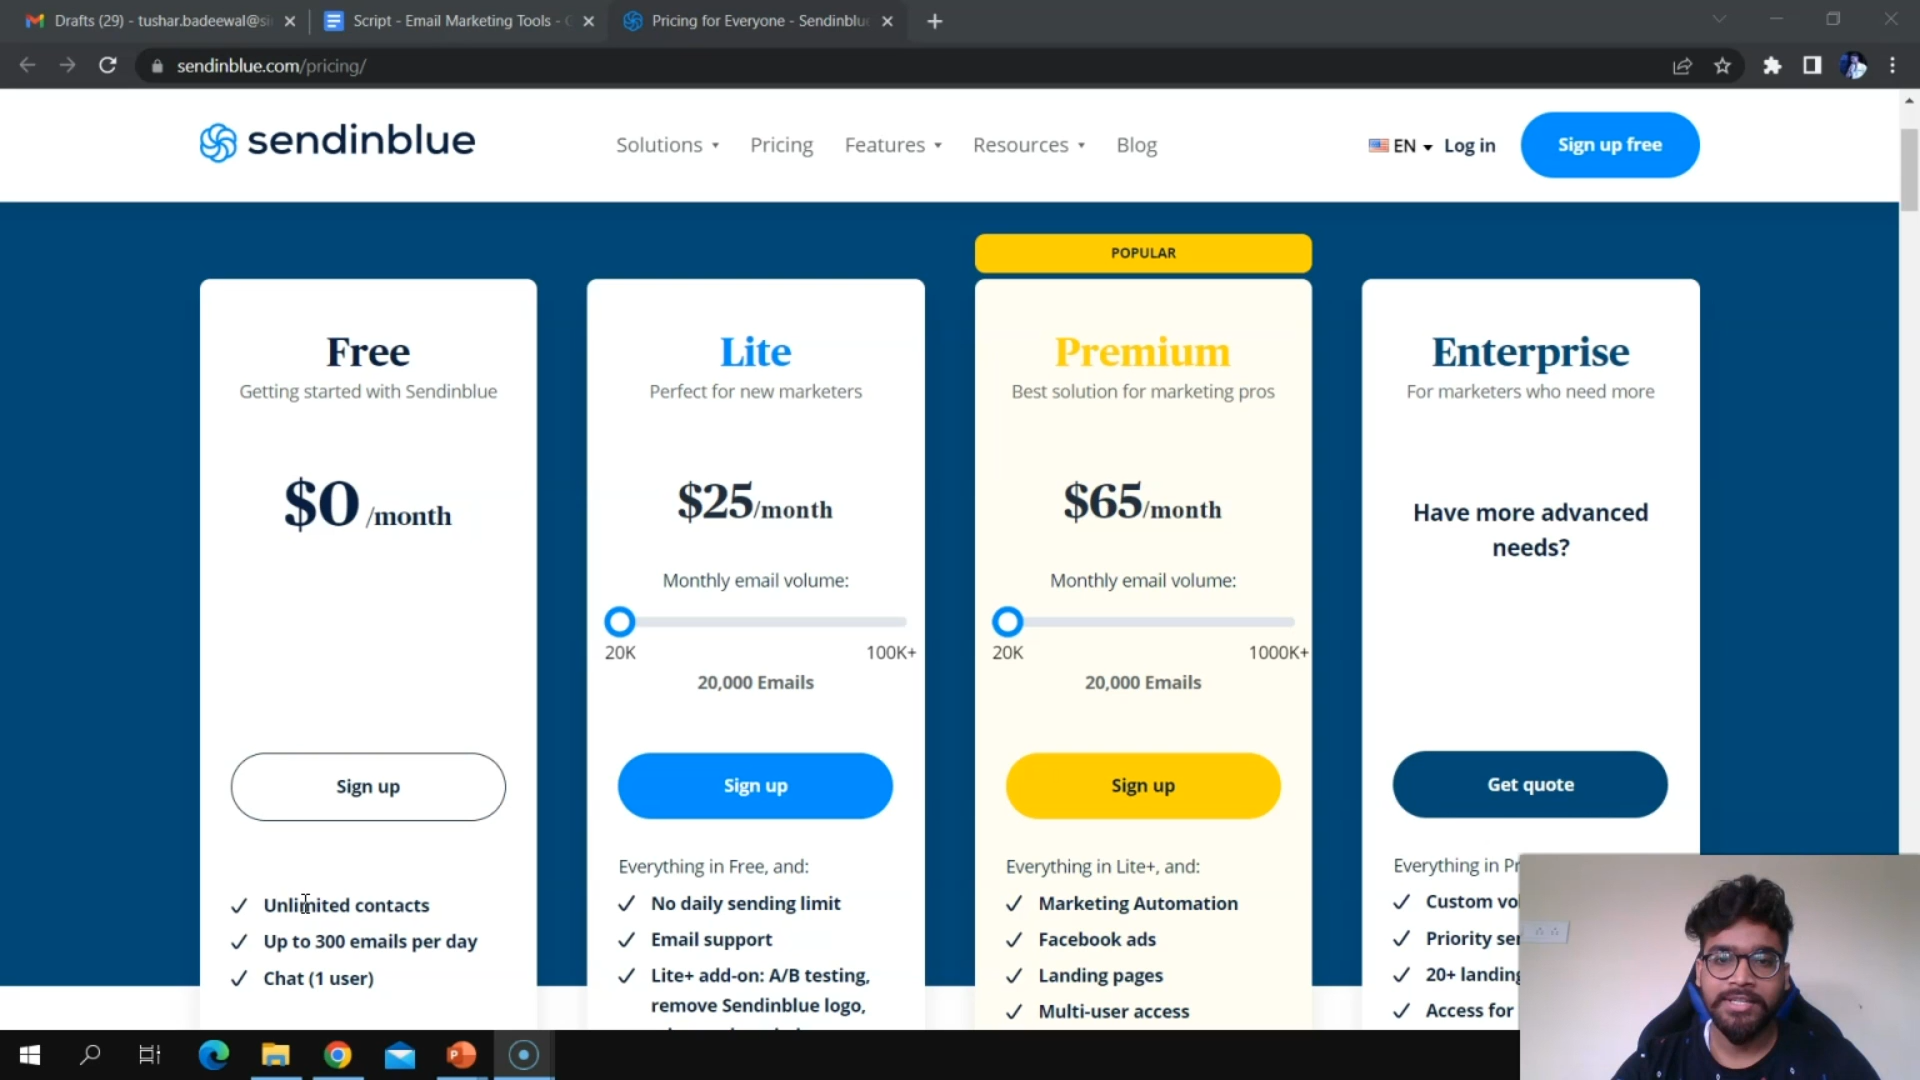 Drafts (29) - tushar.badeewal@si
Script - Email Marketing Tools - G
Pricing for Everyone - Sendinblue
sendinblue.com/pricing/
sendinblue
Solutions
Pricing
Features
Resources
Blog
EN
Log in
Sign up free
POPULAR
Free
Getting started with Sendinblue
$0 /month
Sign up
Unlimited contacts
Up to 300 emails per day
Chat (1 user)
Lite
Perfect for new marketers
$25/month
Monthly email volume:
20K
100K+
20,000 Emails
Sign up
Everything in Free, and:
No daily sending limit
Email support
Lite+ add-on: A/B testing,
remove Sendinblue logo,
Premium
Best solution for marketing pros
$65/month
Monthly email volume:
20K
1000K+
20,000 Emails
Sign up
Everything in Lite+, and:
Marketing Automation
Facebook ads
Landing pages
Multi-user access
Enterprise
For marketers who need more
Have more advanced
needs?
Get quote
Everything in Pr
Custom vo
Priority se
20+ landing
Access for